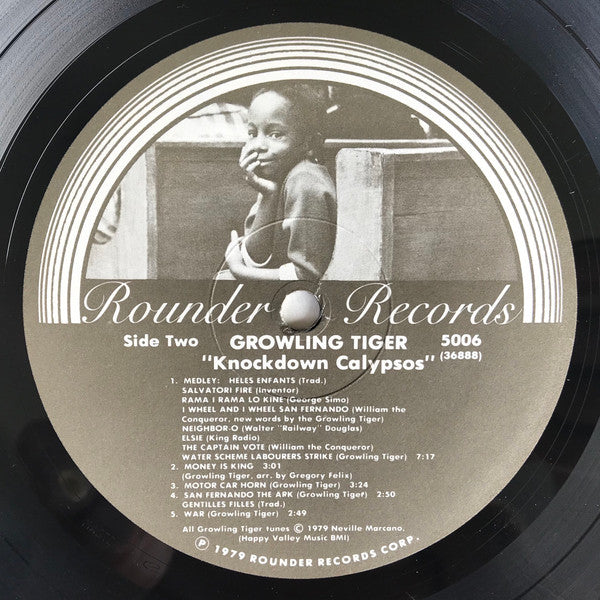 Rounder Records
Side Two GROWLING TIGER 5006
"Knockdown Calypsos" (36888)
1. MEDLEY: HELES ENFANTS (Trad.)
SALVATORI FIRE (Inventor)
RAMA I RAMA LO KINE (George Simo)
I WHEEL AND I WHEEL SAN FERNANDO (William the
Conqueror, new words by the Growling Tiger)
NEIGHBOR-O (Walter "Railway" Douglas)
ELSIE (King Radio)
THE CAPTAIN VOTE (William the Conqueror)
WATER SCHEME LABOURERS STRIKE (Growling Tiger) 7:17
2. MONEY IS KING 3:01
(Growling Tiger, arr. by Gregory Felix)
3. MOTOR CAR HORN (Growling Tiger) 3:24
4. SAN FERNANDO THE ARK (Growling Tiger) 2:50
GENTILLES FILLES (Trad.)
5. WAR (Growling Tiger) 2:49
All Growling Tiger tunes © 1979 Neville Marcano.
(Happy Valley Music BMI)
℗ 1979 ROUNDER RECORDS CORP.